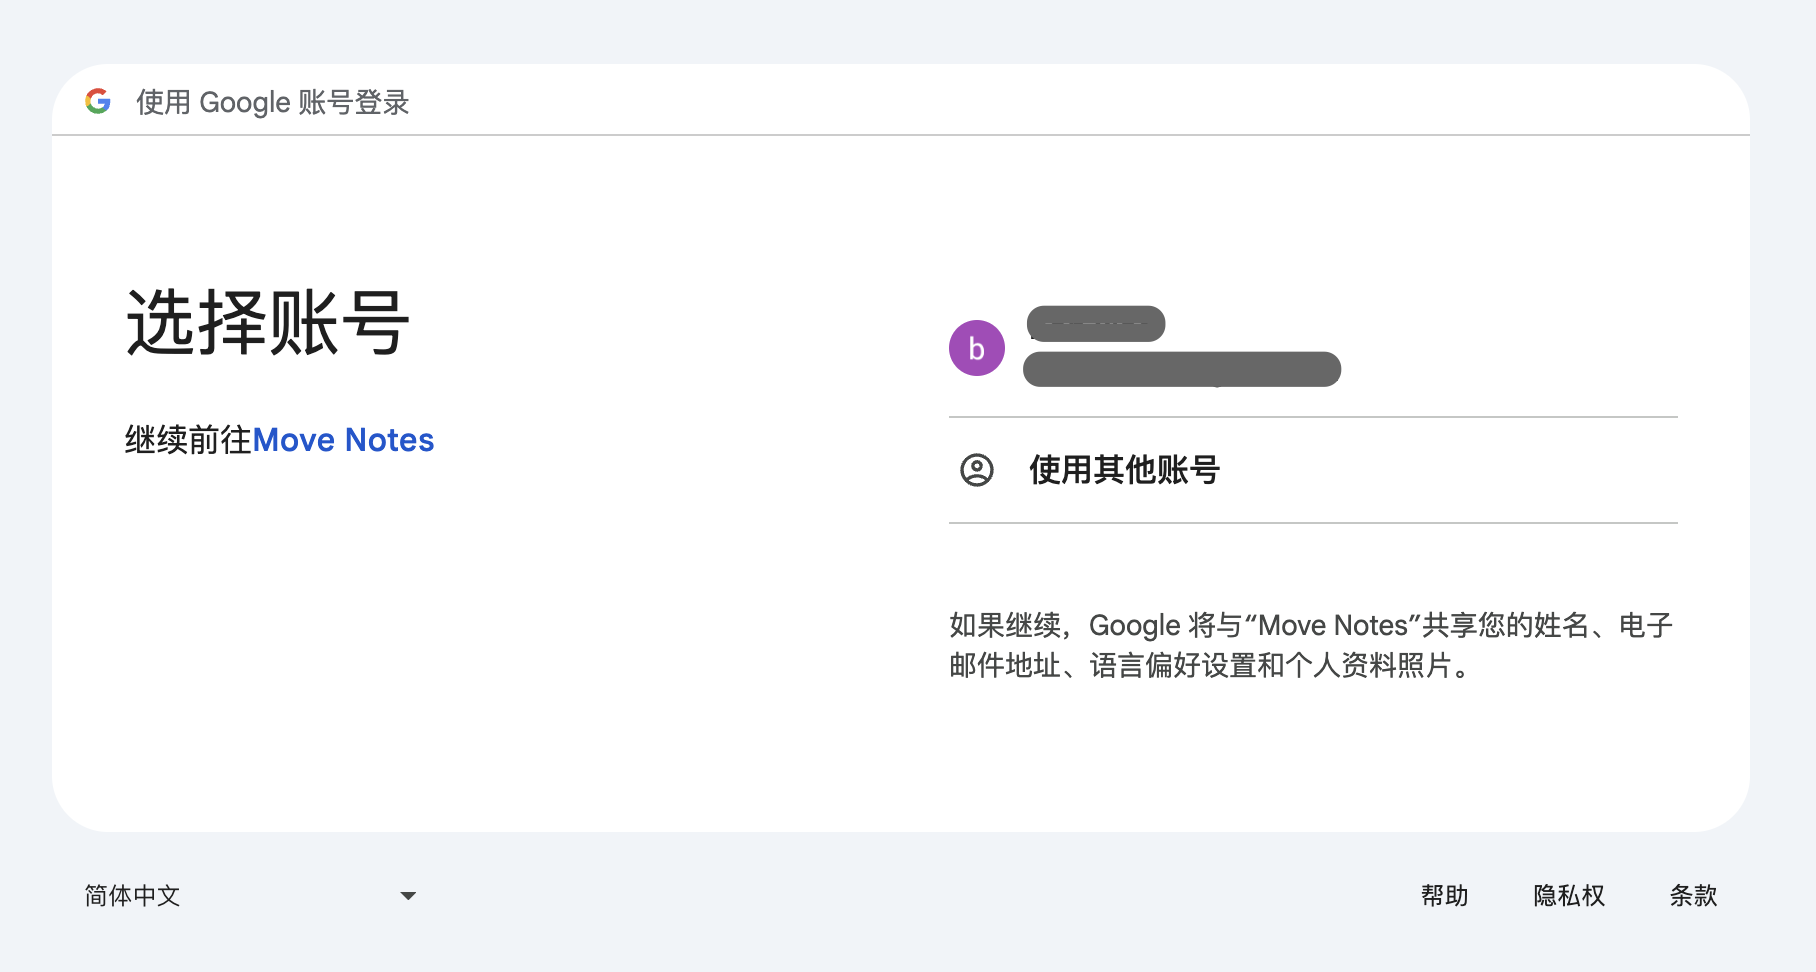 使用 Google 账号登录
选择账号
继续前往Move Notes
b
使用其他账号
如果继续，Google 将与“Move Notes”共享您的姓名、电子
邮件地址、语言偏好设置和个人资料照片。
简体中文
帮助 隐私权 条款